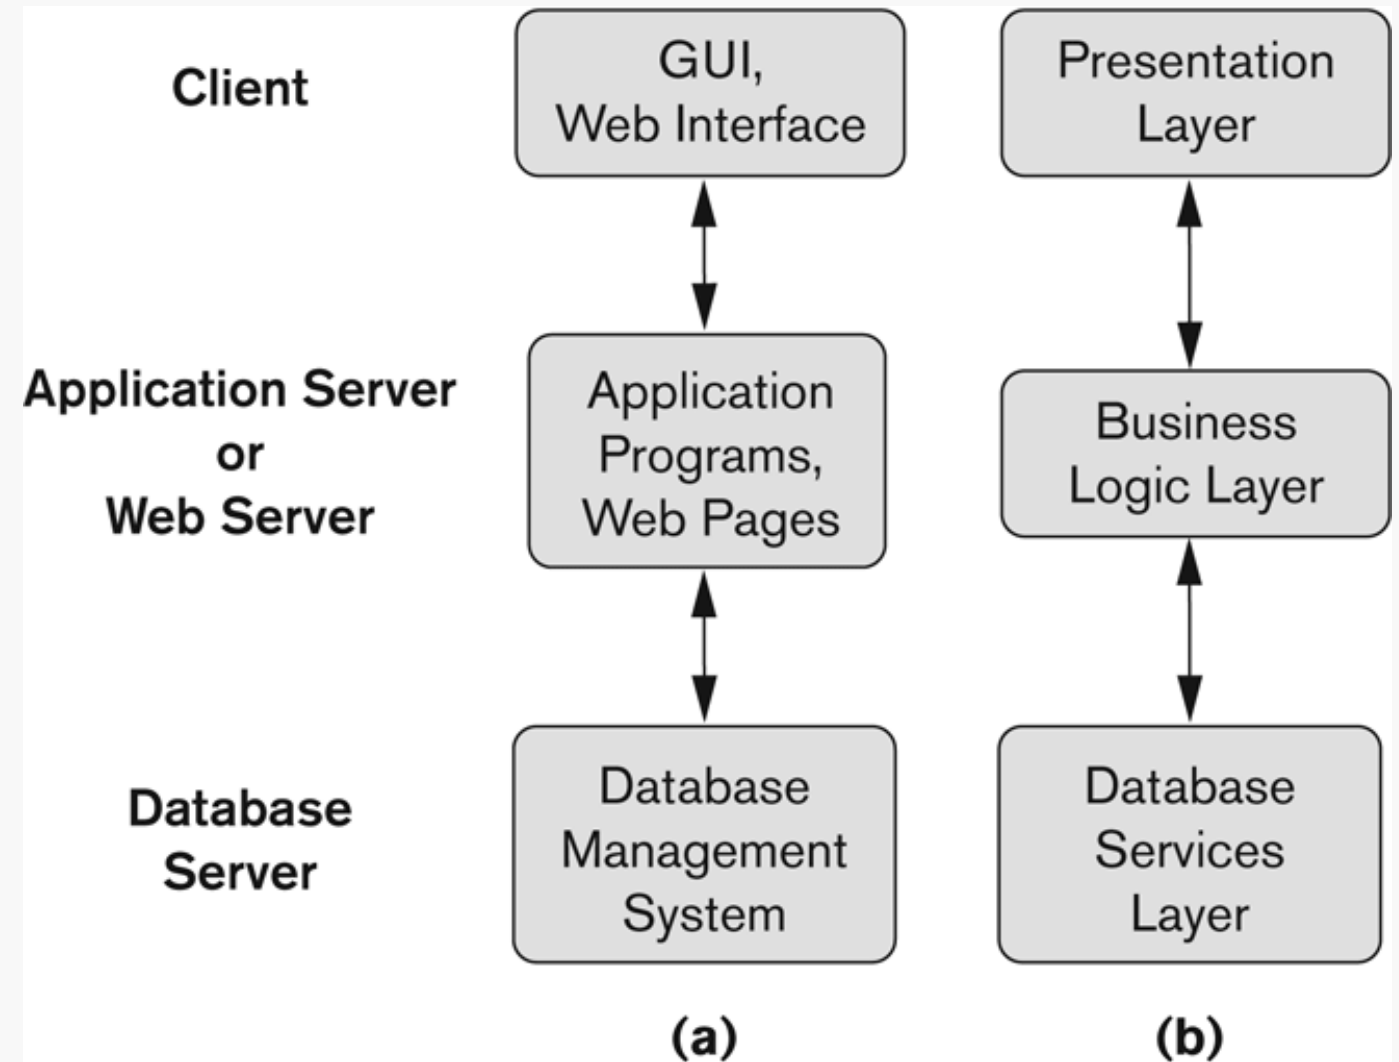 Client
GUI,
Web Interface
Presentation
Layer
Application Server
or
Web Server
Application
Programs,
Web Pages
Business
Logic Layer
Database
Server
Database
Management
System
Database
Services
Layer
(a)
(b)